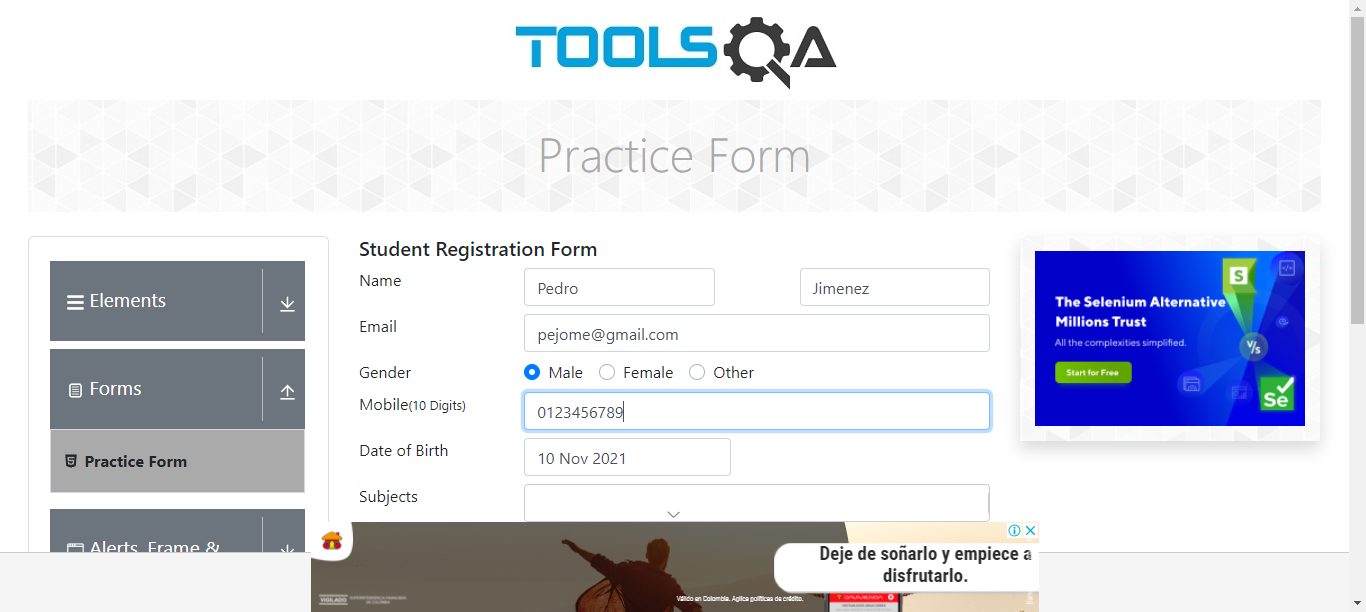 TOOLSQA
Practice Form
Elements
Forms
Practice Form
Alerts, Frame &
Student Registration Form
Name
Pedro
Jimenez
Email
pejome@gmail.com
Gender
Male
Female
Other
Mobile(10 Digits)
0123456789
Date of Birth
10 Nov 2021
Subjects
The Selenium Alternative
Millions Trust
All the complexities simplified.
Start for Free
S
V/s
Se
Deje de soñarlo y empiece a
disfrutarlo.
VIGILADO
Válido en Colombia. Aplica políticas de crédito.